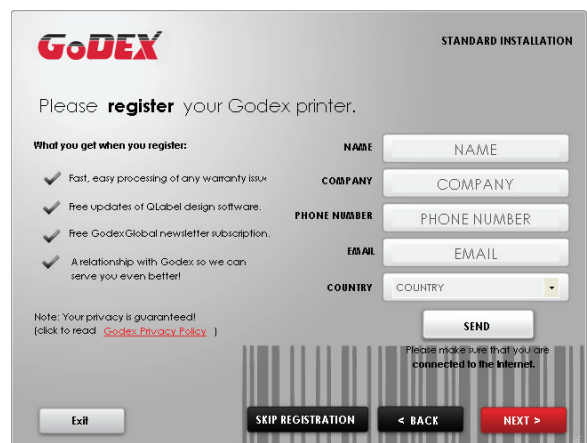 GoDEX
STANDARD INSTALLATION
Please register your Godex printer.
What you get when you register:
Fast, easy processing of any warranty issu
Free updates of QLabel design software.
Free GodexGlobal newsletter subscription.
A relationship with Godex so we can
serve you even better!
Note: Your privacy is guaranteed!
(click to read Godex Privacy Policy )
NAME NAME
COMPANY COMPANY
PHONE NUMBER PHONE NUMBER
EMAIL EMAIL
COUNTRY COUNTRY
SEND
Please make sure that you are
connected to the Internet.
Exit
SKIP REGISTRATION
< BACK
NEXT >